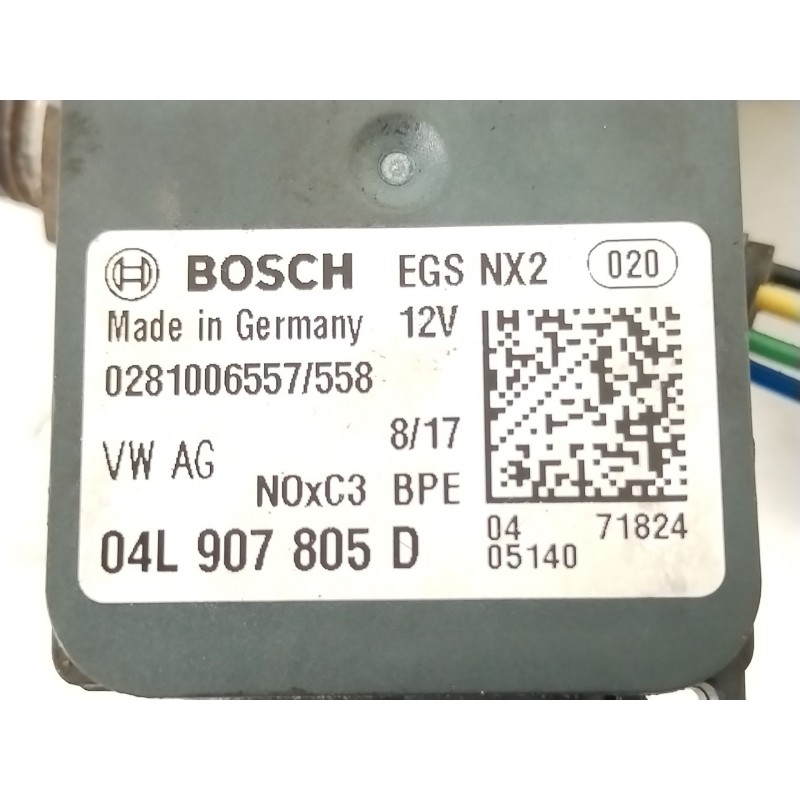 BOSCH EGS NX2 020
Made in Germany 12V
0281006557/558
8/17
VW AG
NOxC3 BPE
04L 907 805 D
04 71824
05140